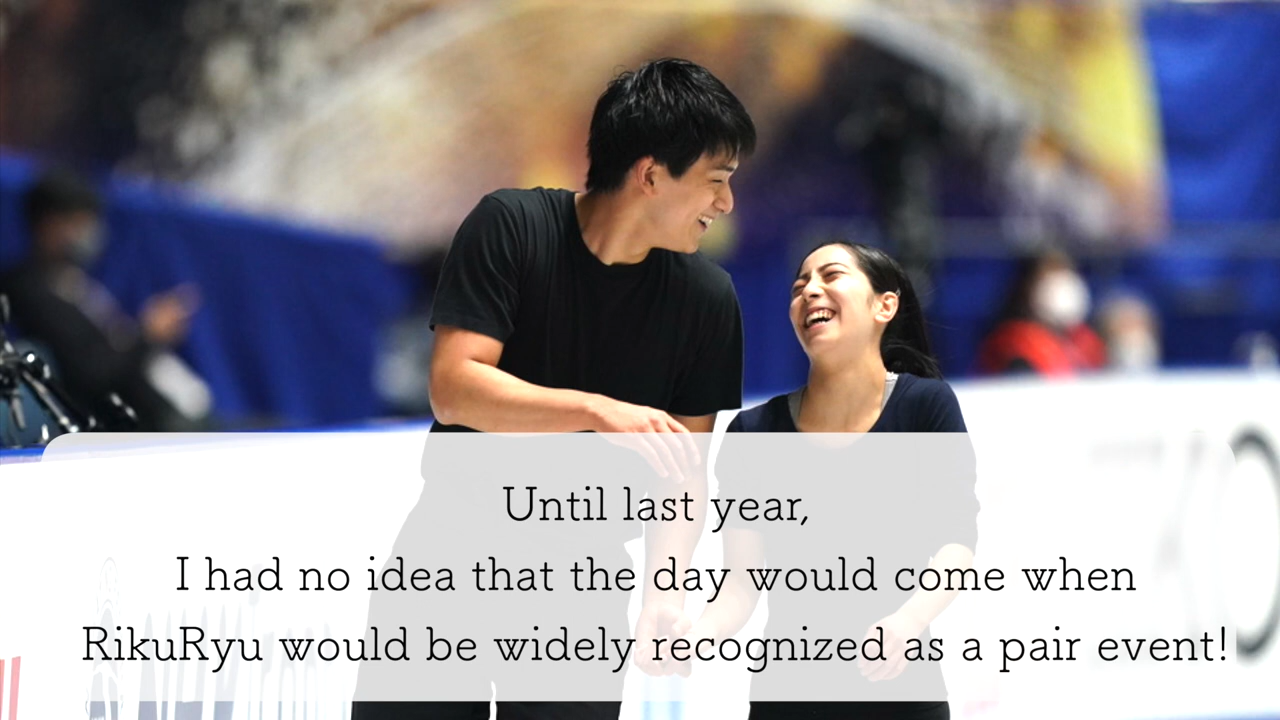 Until last year,
I had no idea that the day would come when
RikuRyu would be widely recognized as a pair event!